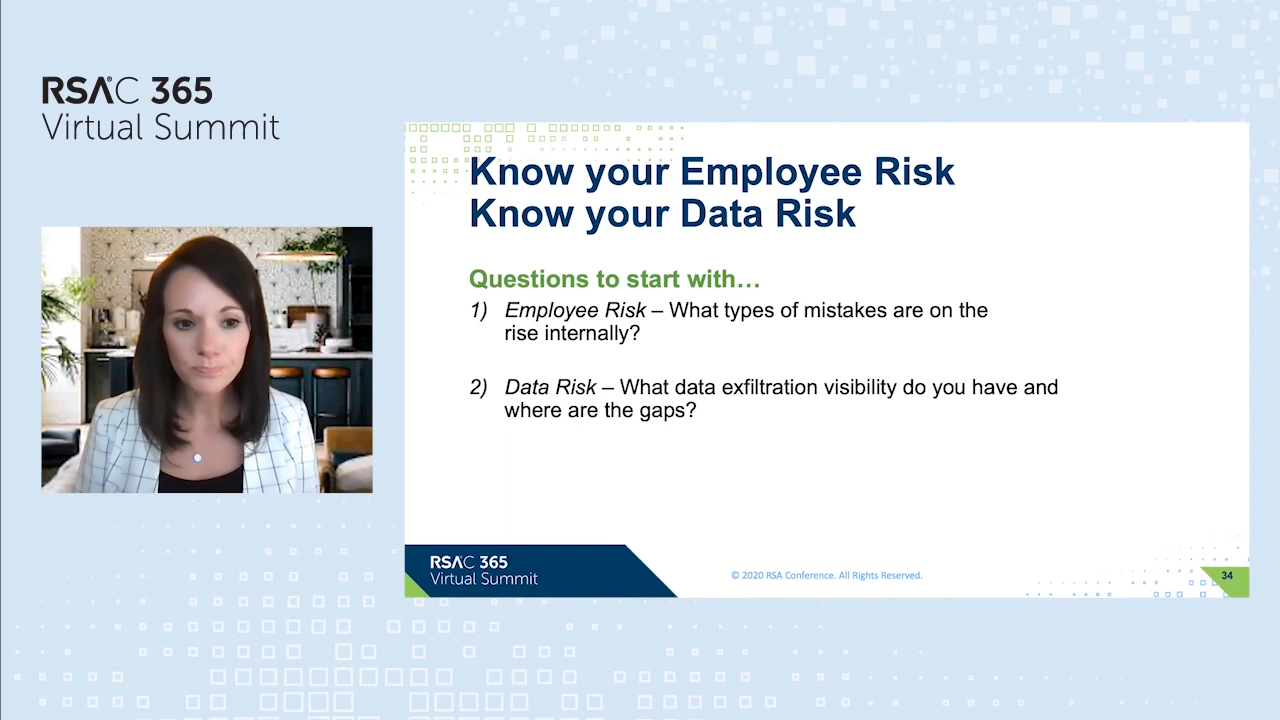 RSAC 365
Virtual Summit
Know your Employee Risk
Know your Data Risk
Questions to start with…
1) Employee Risk – What types of mistakes are on the
rise internally?
2) Data Risk – What data exfiltration visibility do you have and
where are the gaps?
RSAC 365
Virtual Summit
© 2020 RSA Conference. All Rights Reserved.
34